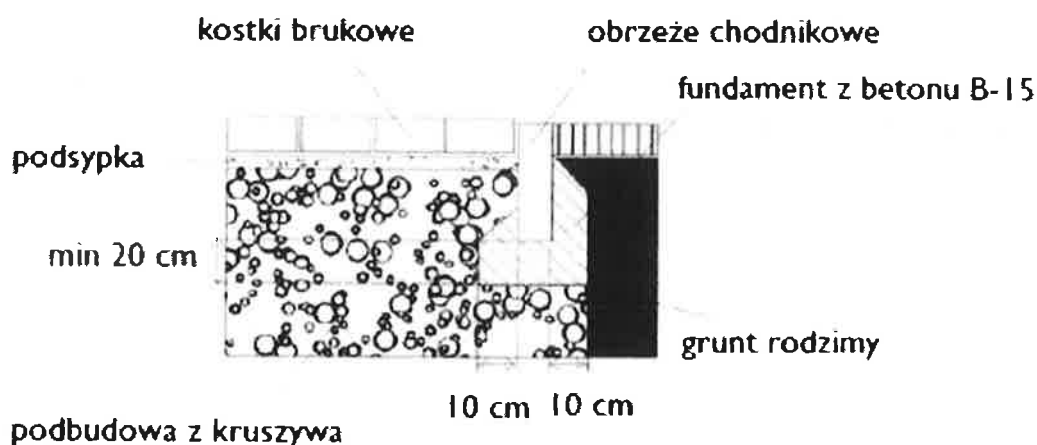 kostki brukowe
obrzeże chodnikowe
fundament z betonu B-15
podsypka
min 20 cm
grunt rodzimy
10 cm 10 cm
podbudowa z kruszywa